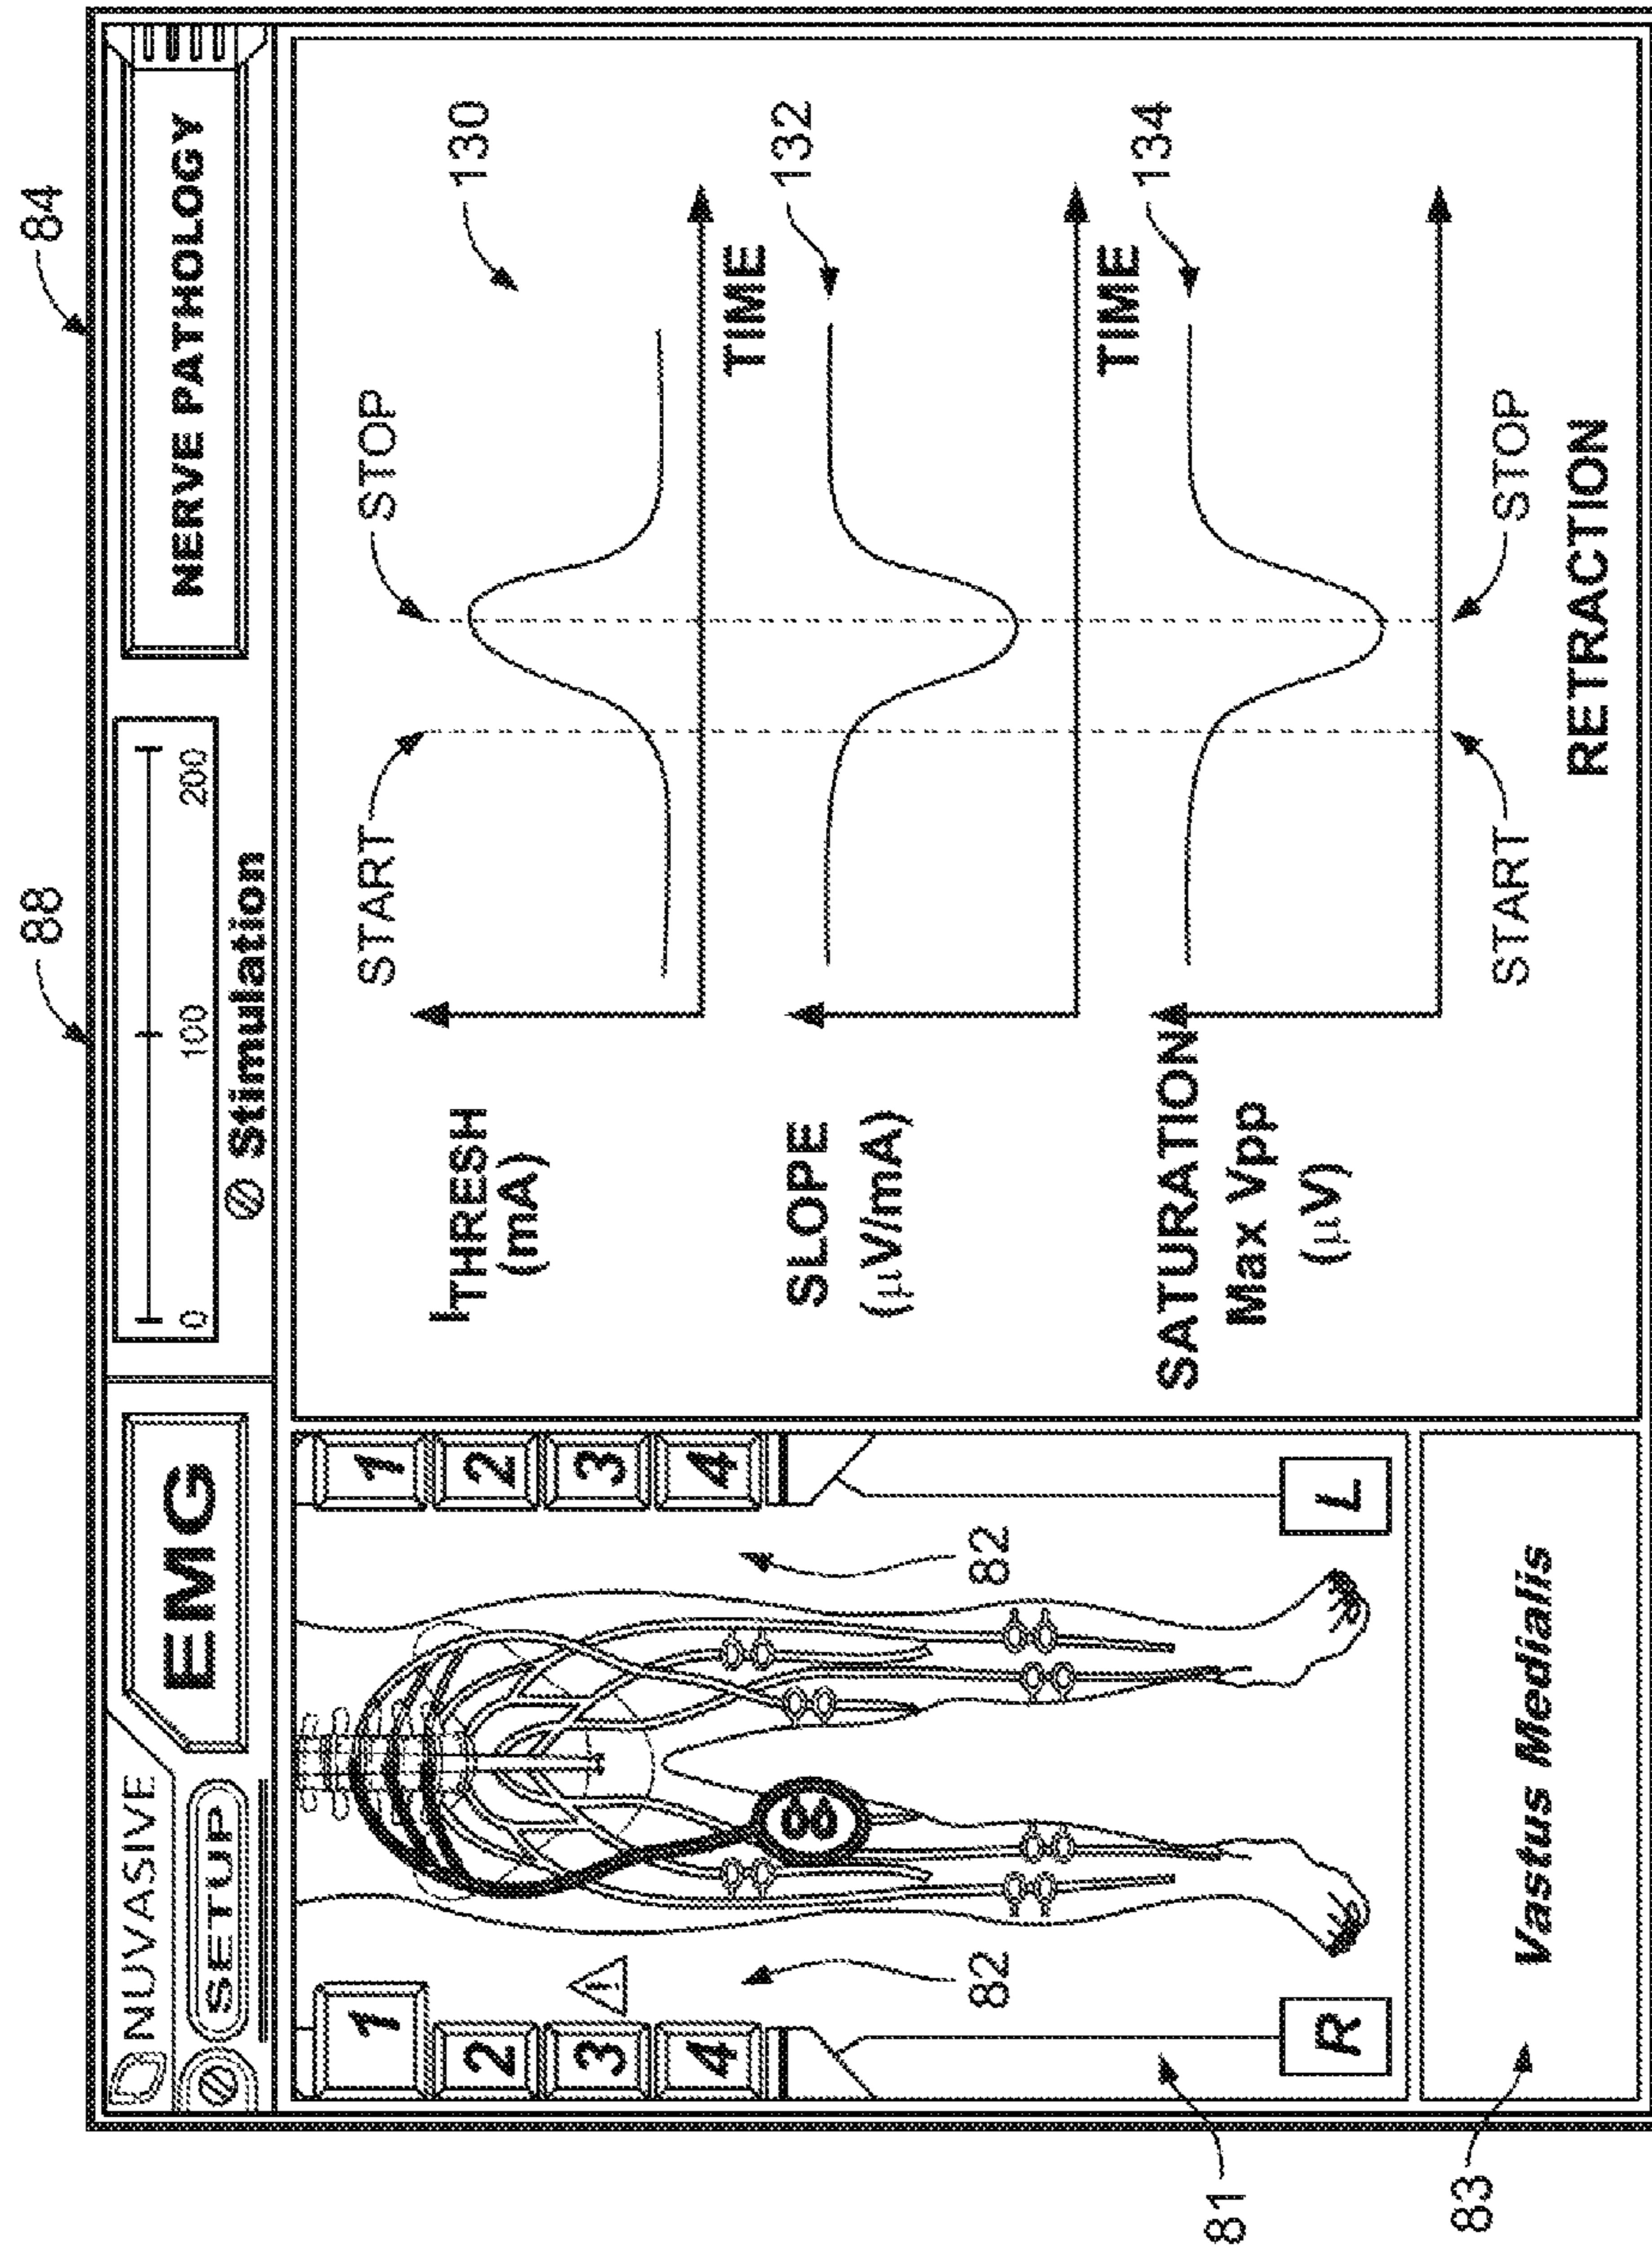 88
84
NUVASIVE
SETUP
EMG
0 100 200
Stimulation
NERVE PATHOLOGY
1
2
3
4
!
82
8
82
1
2
3
4
R
L
81
83
Vastus Medialis
START
STOP
130
ITHRESH
(mA)
TIME
132
SLOPE
(µV/mA)
TIME
134
SATURATION
Max Vpp
(µV)
START
STOP
RETRACTION